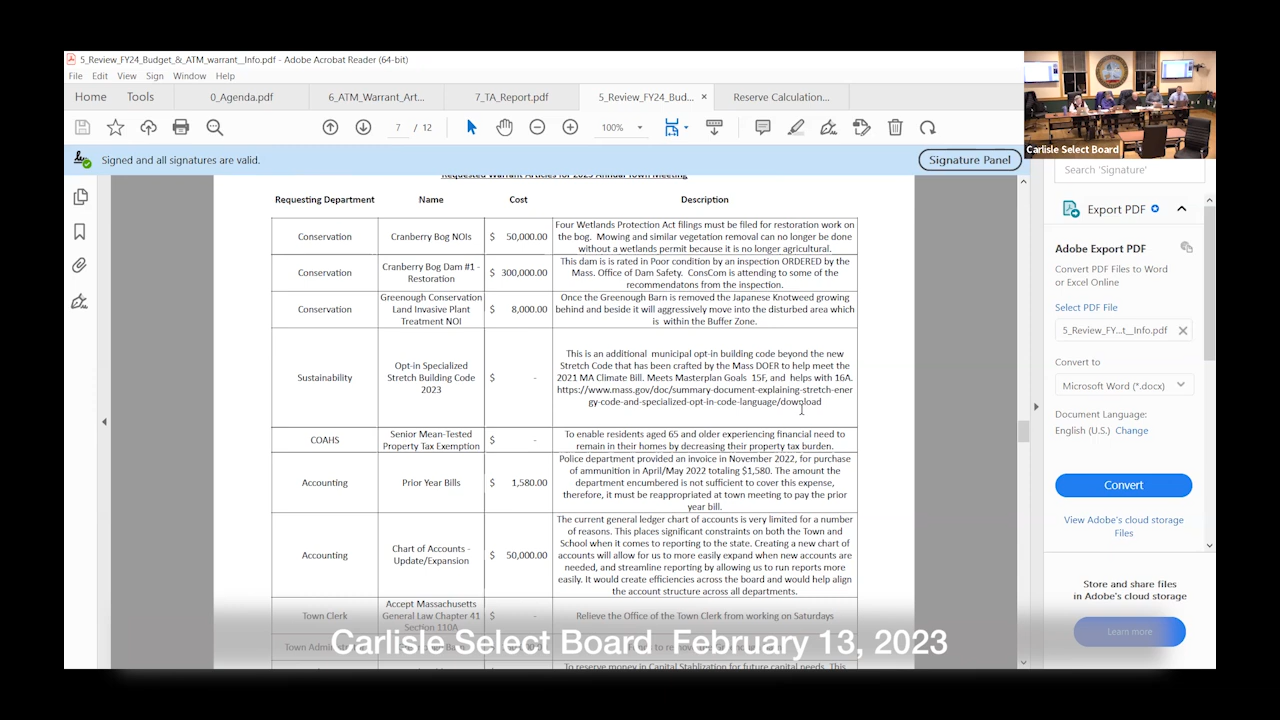 5_Review_FY24_Budget_&_ATM_warrant__Info.pdf - Adobe Acrobat Reader (64-bit)
File Edit View Sign Window Help
Home Tools 0_Agenda.pdf 6_ATM_Warrant_Art... 7_TA_Report.pdf 5_Review_FY24_Bud... × Reserve Calculation...
7 / 12 100%
Carlisle Select Board
Signed and all signatures are valid. Signature Panel
Search 'Signature'
Requested Warrant Articles for 2023 Annual Town Meeting
Requesting Department Name Cost Description
Conservation Cranberry Bog NOIs $ 50,000.00
Four Wetlands Protection Act filings must be filed for restoration work on
the bog. Mowing and similar vegetation removal can no longer be done
without a wetlands permit because it is no longer agricultural.
Conservation
Cranberry Bog Dam #1 -
Restoration
$ 300,000.00
This dam is is rated in Poor condition by an inspection ORDERED by the
Mass. Office of Dam Safety. ConsCom is attending to some of the
recommendatons from the inspection.
Conservation
Greenough Conservation
Land Invasive Plant
Treatment NOI
$ 8,000.00
Once the Greenough Barn is removed the Japanese Knotweed growing
behind and beside it will aggressively move into the disturbed area which
is within the Buffer Zone.
Sustainability
Opt-in Specialized
Stretch Building Code
2023
$ -
This is an additional municipal opt-in building code beyond the new
Stretch Code that has been crafted by the Mass DOER to help meet the
2021 MA Climate Bill. Meets Masterplan Goals 15F, and helps with 16A.
https://www.mass.gov/doc/summary-document-explaining-stretch-ener
gy-code-and-specialized-opt-in-code-language/download
COAHS
Senior Mean-Tested
Property Tax Exemption
$ -
To enable residents aged 65 and older experiencing financial need to
remain in their homes by decreasing their property tax burden.
Accounting Prior Year Bills $ 1,580.00
Police department provided an invoice in November 2022, for purchase
of ammunition in April/May 2022 totaling $1,580. The amount the
department encumbered is not sufficient to cover this expense,
therefore, it must be reappropriated at town meeting to pay the prior
year bill.
Accounting
Chart of Accounts -
Update/Expansion
$ 50,000.00
The current general ledger chart of accounts is very limited for a number
of reasons. This places significant constraints on both the Town and
School when it comes to reporting to the state. Creating a new chart of
accounts will allow for us to more easily expand when new accounts are
needed, and streamline reporting by allowing us to run reports more
easily. It would create efficiencies across the board and would help align
the account structure across all departments.
Town Clerk
Accept Massachusetts
General Law Chapter 41
Section 110A
$ -
Relieve the Office of the Town Clerk from working on Saturdays
To reserve money in Capital Stablization for future capital needs. This
Export PDF
Adobe Export PDF
Convert PDF Files to Word
or Excel Online
Select PDF File
5_Review_FY...t__Info.pdf
Convert to
Microsoft Word (*.docx)
Document Language:
English (U.S.) Change
Convert
View Adobe's cloud storage
Files
Store and share files
in Adobe's cloud storage
Learn more
Carlisle Select Board February 13, 2023